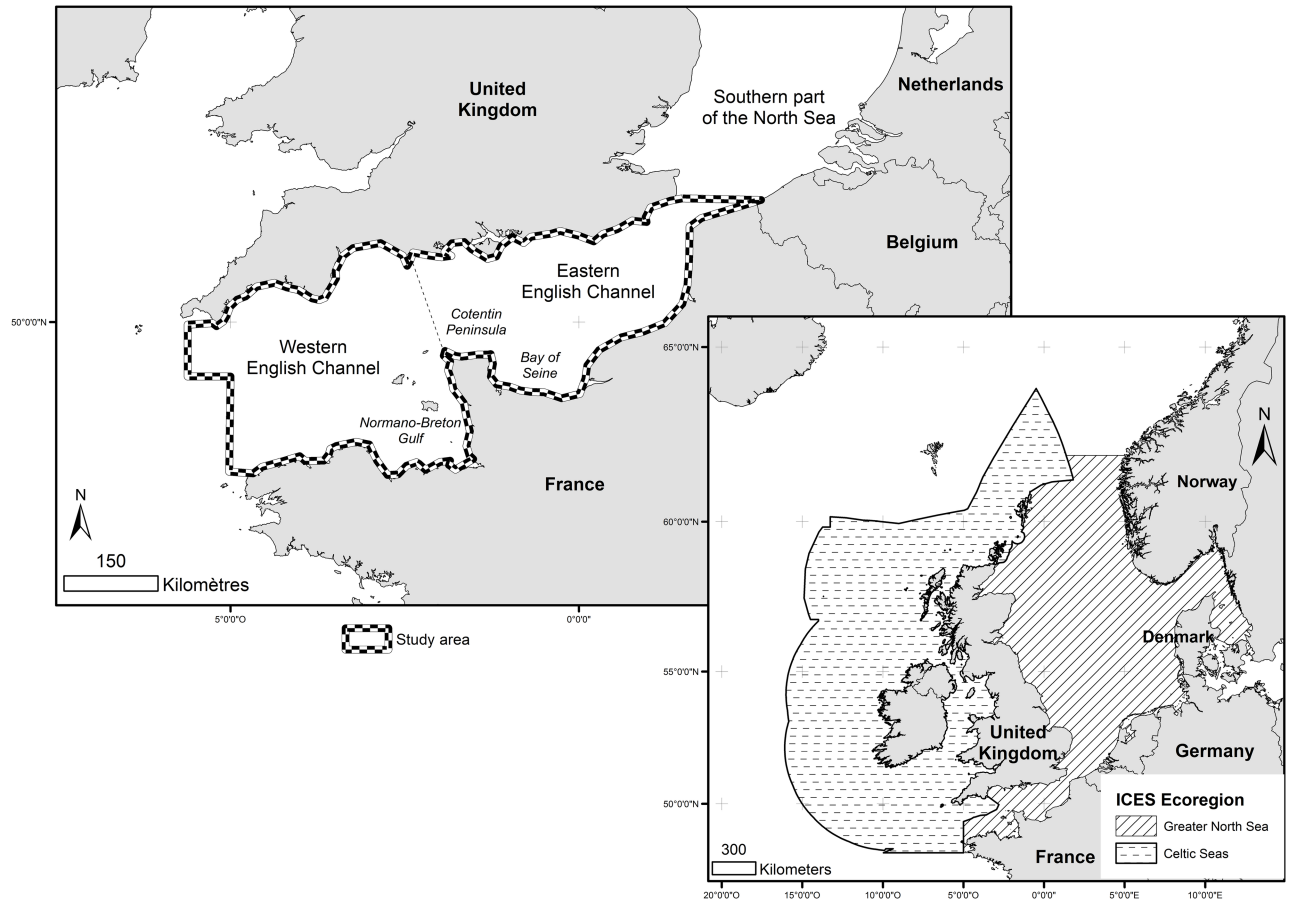 United
Kingdom
Southern part
of the North Sea
Netherlands
Belgium
Eastern
English Channel
Cotentin
Peninsula
Western
English Channel
Bay of
Seine
Normano-Breton
Gulf
France
N
150
Kilomètres
50°0'0"N
5°0'0"O
0°0'0"
Study area
65°0'0"N
60°0'0"N
55°0'0"N
50°0'0"N
N
Norway
Denmark
United
Kingdom
Germany
France
ICES Ecoregion
Greater North Sea
Celtic Seas
300
Kilometers
20°0'0"O
15°0'0"O
10°0'0"O
5°0'0"O
0°0'0"
5°0'0"E
10°0'0"E